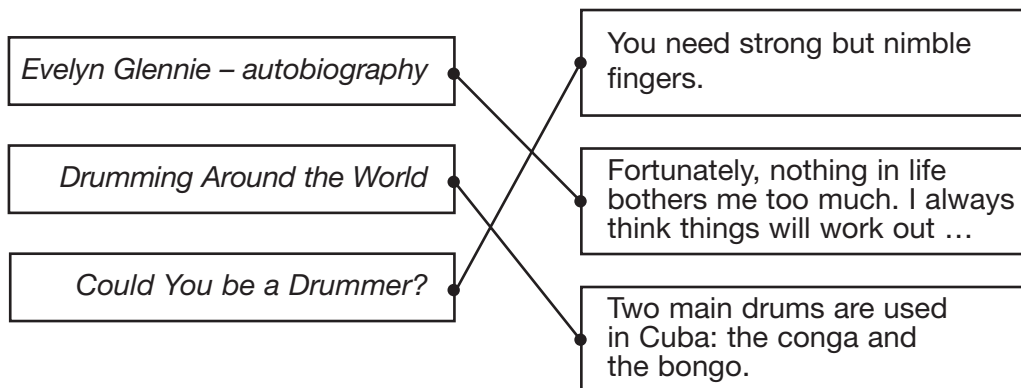 Evelyn Glennie – autobiography
Drumming Around the World
Could You be a Drummer?
You need strong but nimble
fingers.
Fortunately, nothing in life
bothers me too much. I always
think things will work out …
Two main drums are used
in Cuba: the conga and
the bongo.